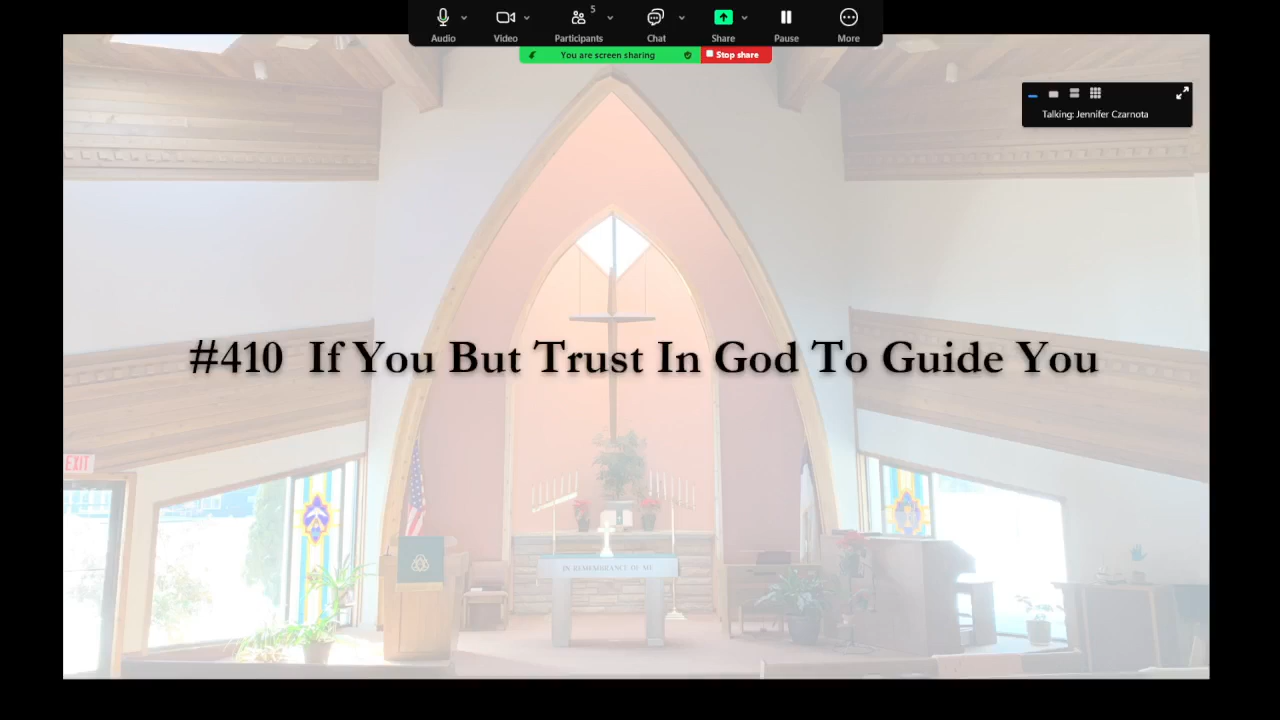 5
Audio
Video
Participants
Chat
Share
Pause
More
You are screen sharing
Stop share
Talking: Jennifer Czarnota
#410 If You But Trust In God To Guide You
EXIT
IN REMEMBRANCE OF ME